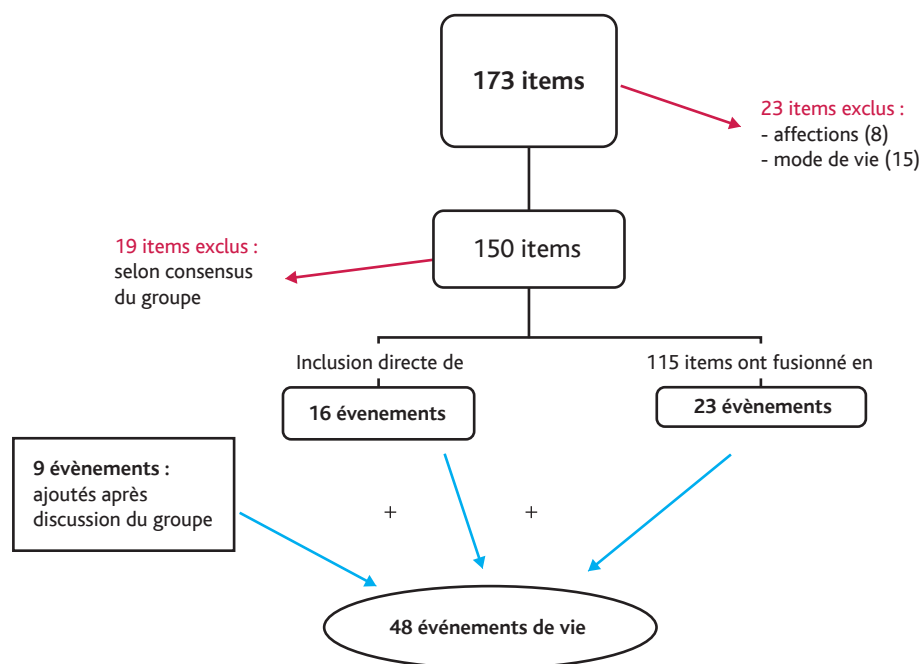 173 items
23 items exclus :
- affections (8)
- mode de vie (15)
19 items exclus :
selon consensus
du groupe
150 items
Inclusion directe de
115 items ont fusionné en
16 évenements
23 évènements
9 évènements :
ajoutés après
discussion du groupe
+
+
48 événements de vie